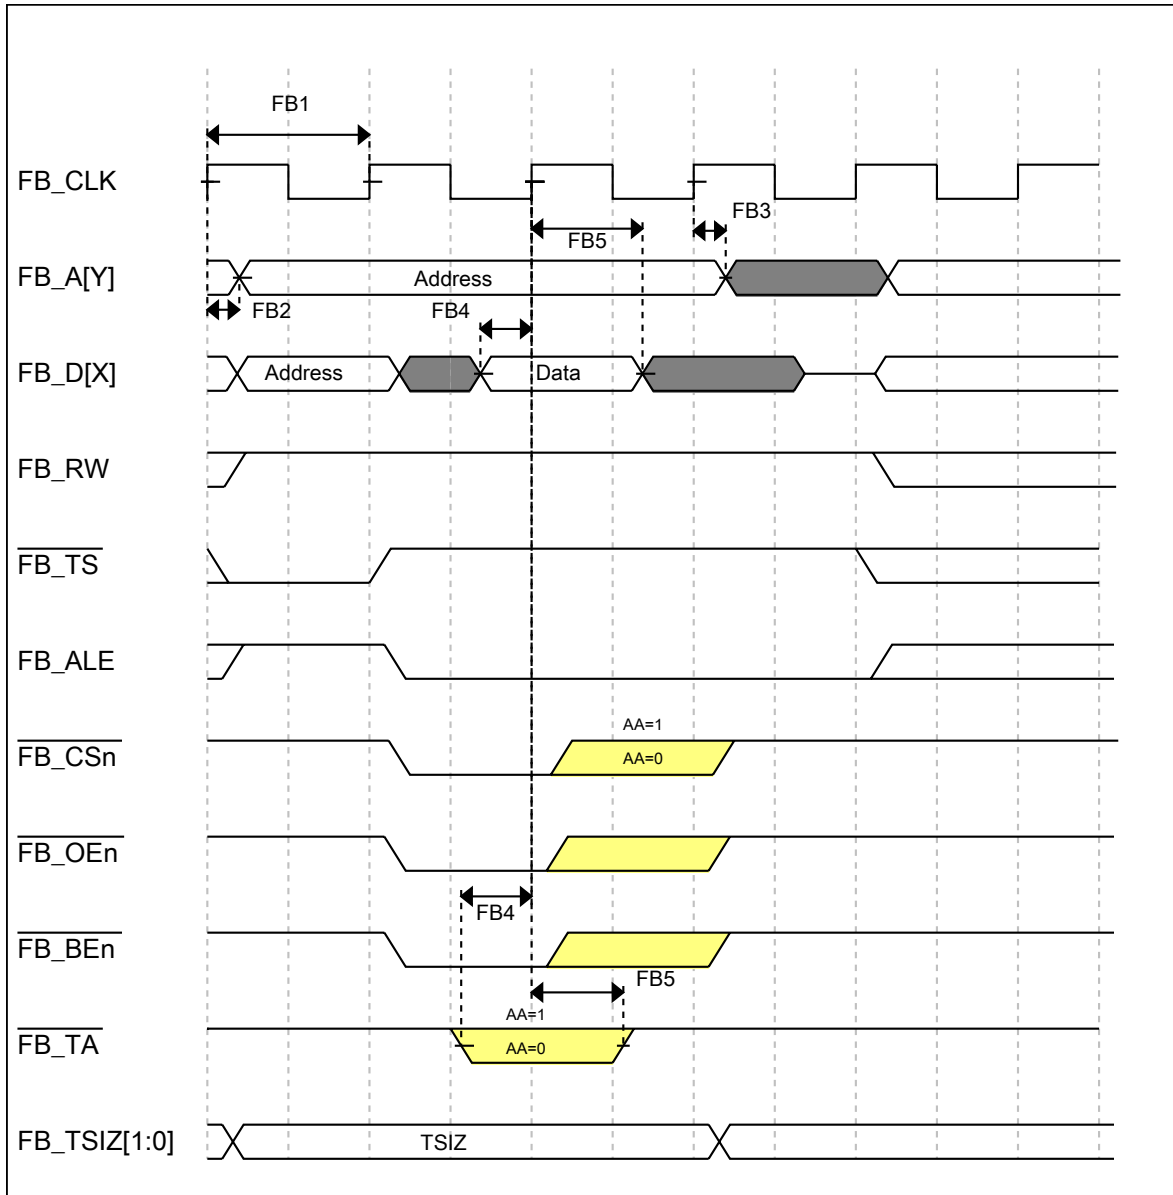 FB1
FB_CLK
FB3
FB5
FB_A[Y]
Address
FB2
FB4
FB_D[X]
Address
Data
FB_RW
FB_TS
FB_ALE
AA=1
FB_CSn
AA=0
FB_OEn
FB4
FB_BEn
FB5
AA=1
FB_TA
AA=0
FB_TSIZ[1:0]
TSIZ